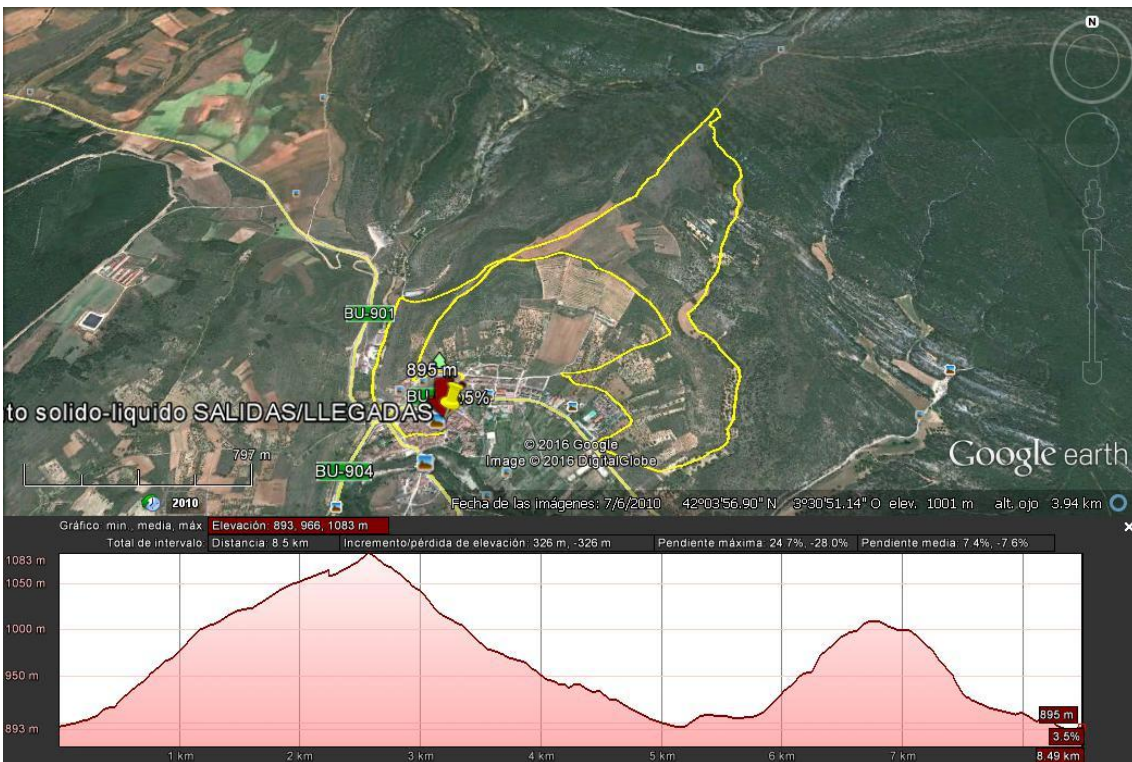 N
BU-901
895 m
BU
05%
to solido-liquido SALIDAS/LLEGADAS
797 m
BU-904
© 2016 Google
Image © 2016 DigitalGlobe
Google earth
2010
Fecha de las imágenes: 7/6/2010 42°03'56.90" N 3°30'51.14" O elev. 1001 m alt. ojo 3.94 km
Gráfico: min., media, máx Elevación: 893, 966, 1083 m
Total de intervalo: Distancia: 8.5 km Incremento/pérdida de elevación: 326 m, -326 m Pendiente máxima: 24.7%, -28.0% Pendiente media: 7.4%, -7.6%
1083 m
1050 m
1000 m
950 m
893 m
895 m
3.5%
1 km 2 km 3 km 4 km 5 km 6 km 7 km 8.49 km